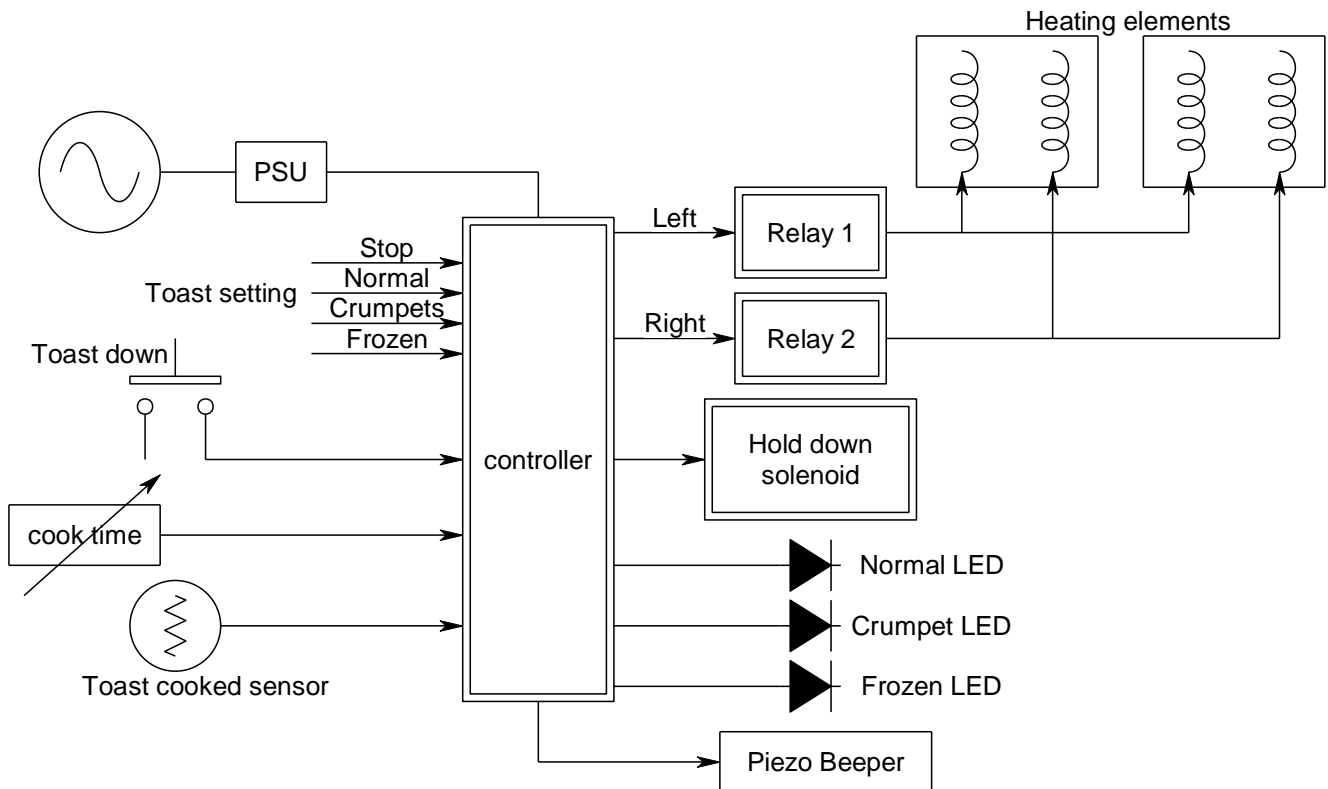 Heating elements
PSU
Left
Relay 1
Stop
Normal
Toast setting
Crumpets
Right
Relay 2
Frozen
Toast down
Hold down
solenoid
controller
cook time
Normal LED
Crumpet LED
Toast cooked sensor
Frozen LED
Piezo Beeper